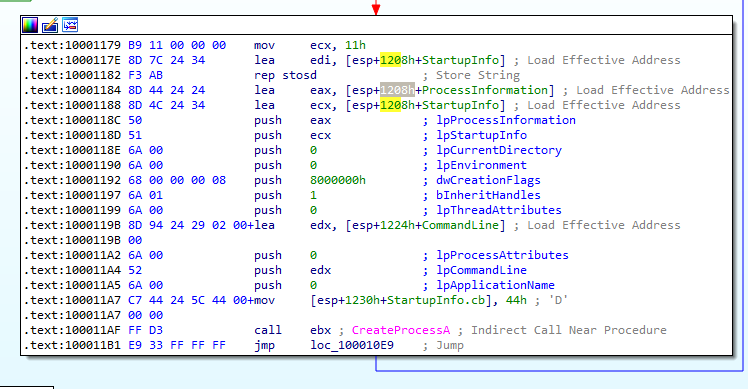 .text:10001179 B9 11 00 00 00 mov ecx, 11h
.text:1000117E 8D 7C 24 34 lea edi, [esp+1208h+StartupInfo] ; Load Effective Address
.text:10001182 F3 AB rep stosd ; Store String
.text:10001184 8D 44 24 24 lea eax, [esp+1208h+ProcessInformation] ; Load Effective Address
.text:10001188 8D 4C 24 34 lea ecx, [esp+1208h+StartupInfo] ; Load Effective Address
.text:1000118C 50 push eax ; lpProcessInformation
.text:1000118D 51 push ecx ; lpStartupInfo
.text:1000118E 6A 00 push 0 ; lpCurrentDirectory
.text:10001190 6A 00 push 0 ; lpEnvironment
.text:10001192 68 00 00 00 08 push 8000000h ; dwCreationFlags
.text:10001197 6A 01 push 1 ; bInheritHandles
.text:10001199 6A 00 push 0 ; lpThreadAttributes
.text:1000119B 8D 94 24 29 02 00+lea edx, [esp+1224h+CommandLine] ; Load Effective Address
.text:1000119B 00
.text:100011A2 6A 00 push 0 ; lpProcessAttributes
.text:100011A4 52 push edx ; lpCommandLine
.text:100011A5 6A 00 push 0 ; lpApplicationName
.text:100011A7 C7 44 24 5C 44 00+mov [esp+1230h+StartupInfo.cb], 44h ; 'D'
.text:100011A7 00 00
.text:100011AF FF D3 call ebx ; CreateProcessA ; Indirect Call Near Procedure
.text:100011B1 E9 33 FF FF FF jmp loc_100010E9 ; Jump